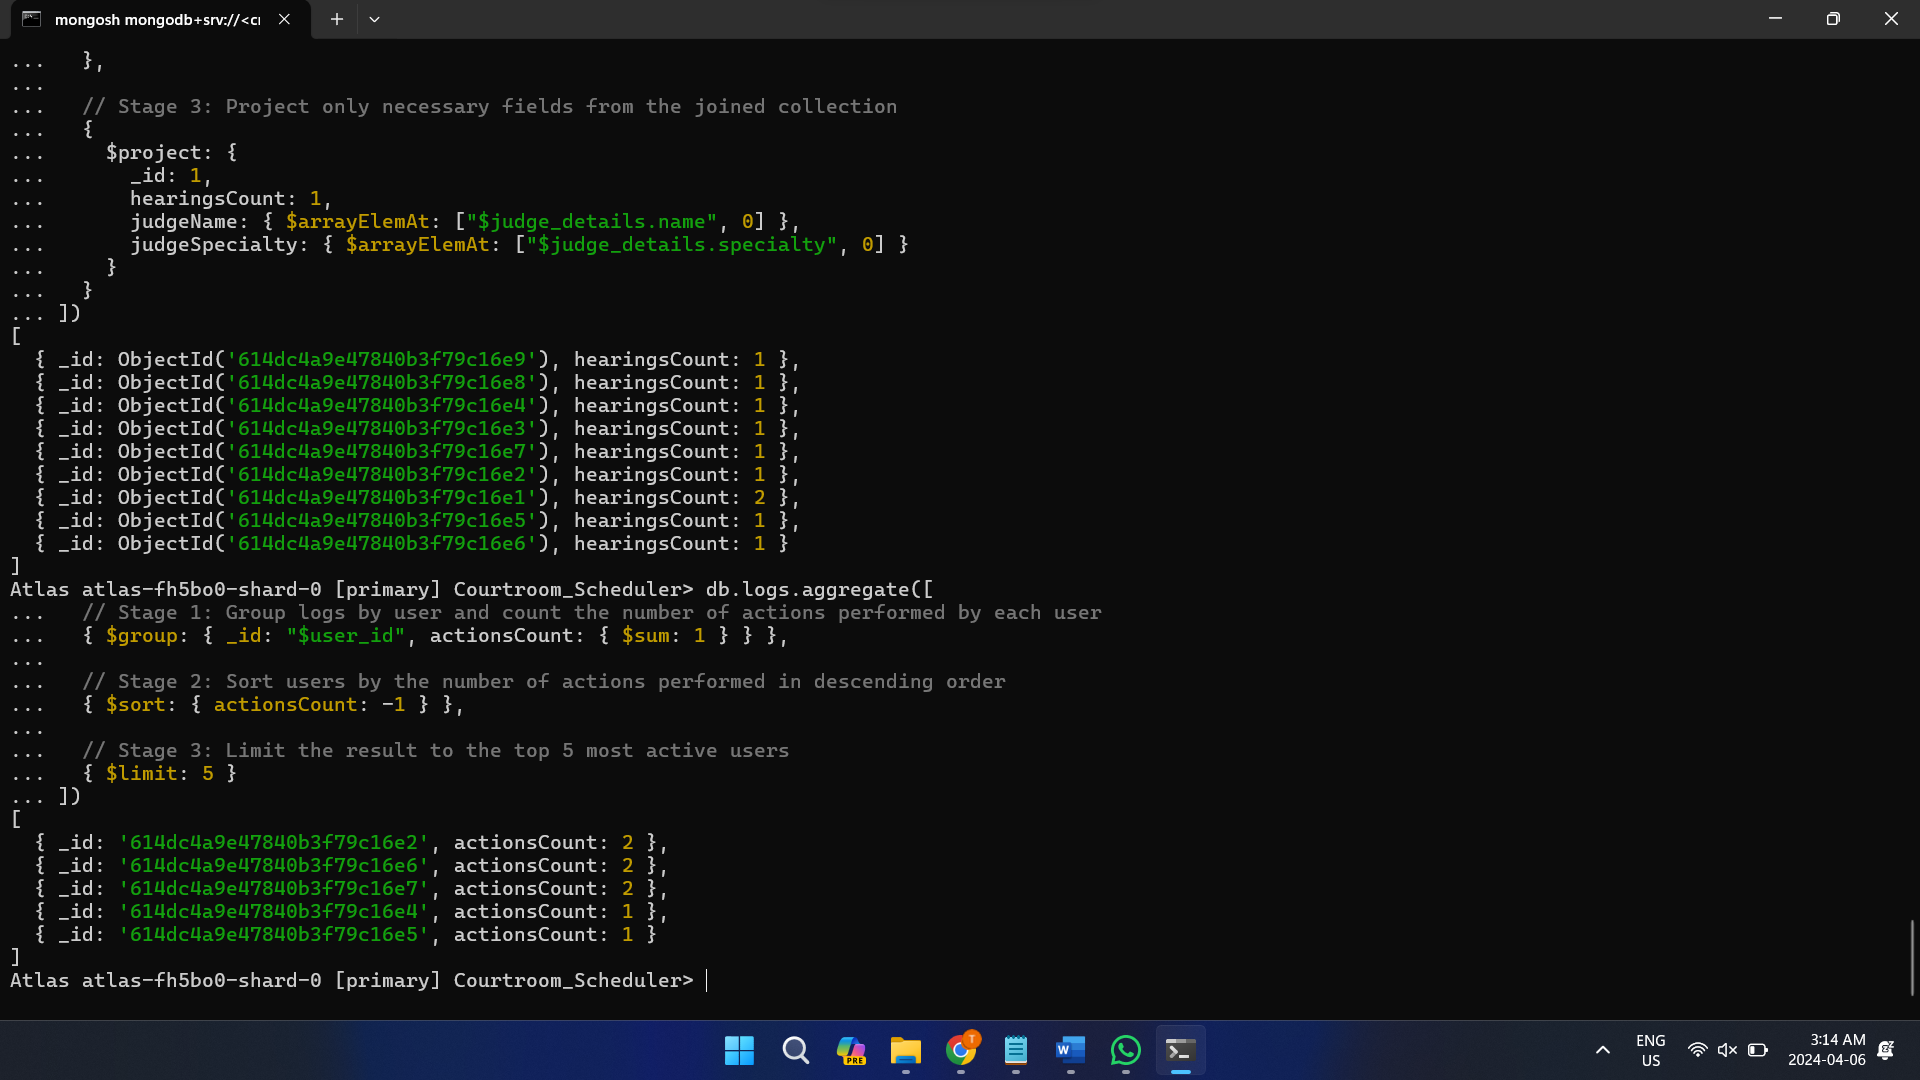 mongosh mongodb+srv://<cr
...   },
...
...   // Stage 3: Project only necessary fields from the joined collection
...   {
...     $project: {
...       _id: 1,
...       hearingsCount: 1,
...       judgeName: { $arrayElemAt: ["$judge_details.name", 0] },
...       judgeSpecialty: { $arrayElemAt: ["$judge_details.specialty", 0] }
...     }
...   }
... ])
[
  { _id: ObjectId('614dc4a9e47840b3f79c16e9'), hearingsCount: 1 },
  { _id: ObjectId('614dc4a9e47840b3f79c16e8'), hearingsCount: 1 },
  { _id: ObjectId('614dc4a9e47840b3f79c16e4'), hearingsCount: 1 },
  { _id: ObjectId('614dc4a9e47840b3f79c16e3'), hearingsCount: 1 },
  { _id: ObjectId('614dc4a9e47840b3f79c16e7'), hearingsCount: 1 },
  { _id: ObjectId('614dc4a9e47840b3f79c16e2'), hearingsCount: 1 },
  { _id: ObjectId('614dc4a9e47840b3f79c16e1'), hearingsCount: 2 },
  { _id: ObjectId('614dc4a9e47840b3f79c16e5'), hearingsCount: 1 },
  { _id: ObjectId('614dc4a9e47840b3f79c16e6'), hearingsCount: 1 }
]
Atlas atlas-fh5bo0-shard-0 [primary] Courtroom_Scheduler> db.logs.aggregate([
...   // Stage 1: Group logs by user and count the number of actions performed by each user
...   { $group: { _id: "$user_id", actionsCount: { $sum: 1 } } },
...
...   // Stage 2: Sort users by the number of actions performed in descending order
...   { $sort: { actionsCount: -1 } },
...
...   // Stage 3: Limit the result to the top 5 most active users
...   { $limit: 5 }
... ])
[
  { _id: '614dc4a9e47840b3f79c16e2', actionsCount: 2 },
  { _id: '614dc4a9e47840b3f79c16e6', actionsCount: 2 },
  { _id: '614dc4a9e47840b3f79c16e7', actionsCount: 2 },
  { _id: '614dc4a9e47840b3f79c16e4', actionsCount: 1 },
  { _id: '614dc4a9e47840b3f79c16e5', actionsCount: 1 }
]
Atlas atlas-fh5bo0-shard-0 [primary] Courtroom_Scheduler>
PRE
T
W
ENG
US
3:14 AM
2024-04-06